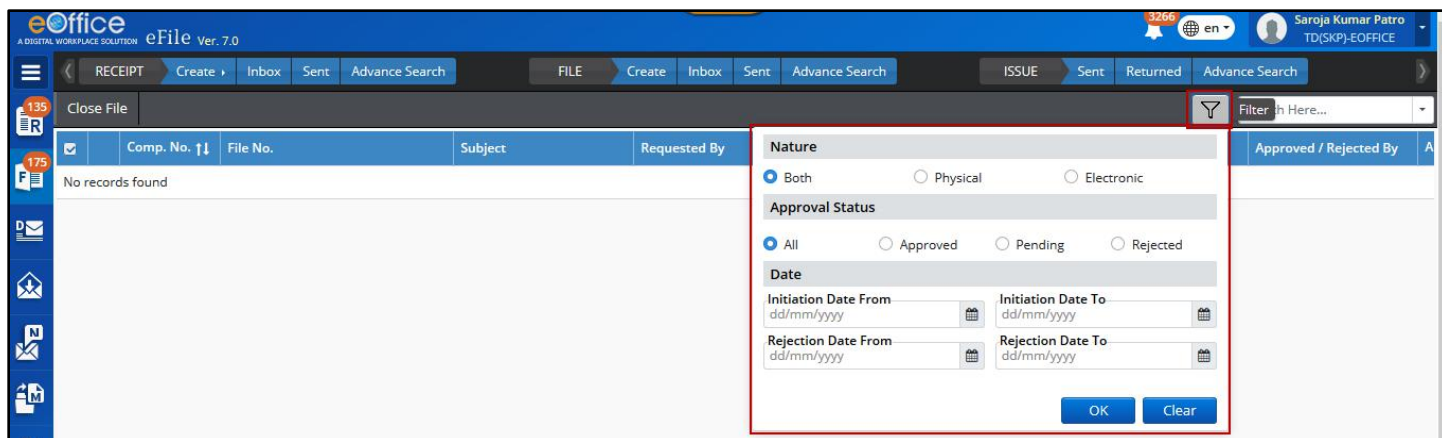 eOffice
A DIGITAL WORKPLACE SOLUTION eFile Ver. 7.0
3266
en
Saroja Kumar Patro
TD(SKP)-EOFFICE
RECEIPT Create Inbox Sent Advance Search FILE Create Inbox Sent Advance Search ISSUE Sent Returned Advance Search
135
R
Close File
Filter h Here...
Comp. No. File No. Subject Requested By Approved / Rejected By A
175
F
No records found
D
N
M
Nature
Both Physical Electronic
Approval Status
All Approved Pending Rejected
Date
Initiation Date From Initiation Date To
dd/mm/yyyy dd/mm/yyyy
Rejection Date From Rejection Date To
dd/mm/yyyy dd/mm/yyyy
OK Clear